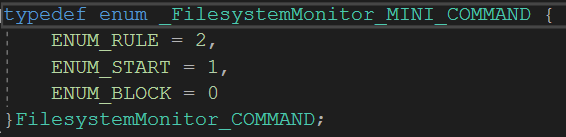 typedef enum _FilesystemMonitor_MINI_COMMAND {
    ENUM_RULE = 2,
    ENUM_START = 1,
    ENUM_BLOCK = 0
}FilesystemMonitor_COMMAND;